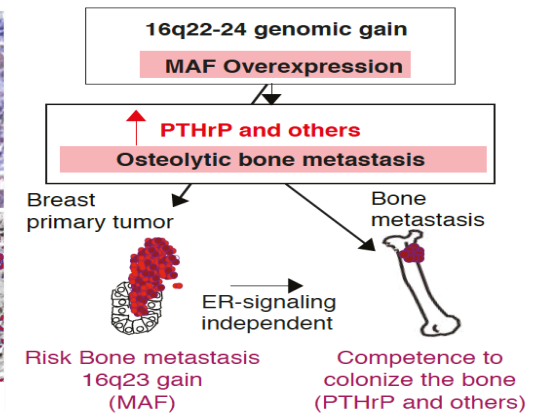 16q22-24 genomic gain
MAF Overexpression
PTHrP and others
Osteolytic bone metastasis
Breast
primary tumor
Bone
metastasis
ER-signaling
independent
Risk Bone metastasis
16q23 gain
(MAF)
Competence to
colonize the bone
(PTHrP and others)